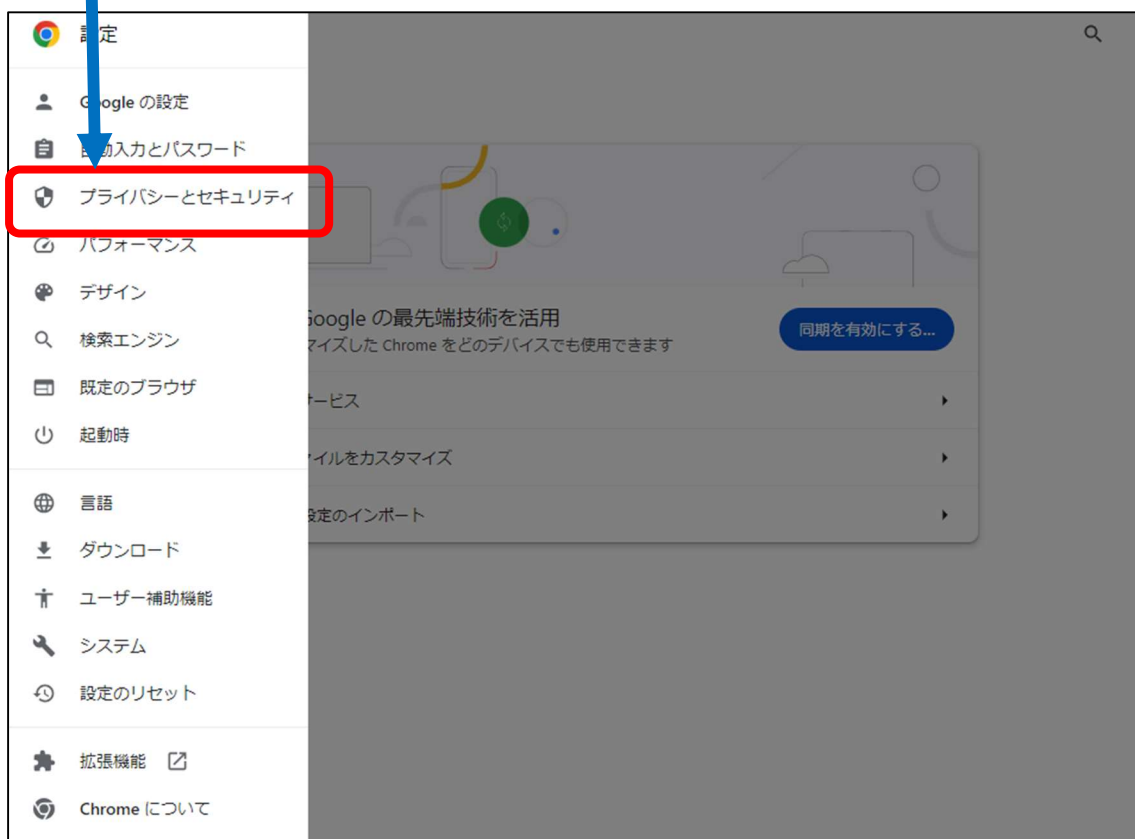 設定
Google の設定
自動入力とパスワード
プライバシーとセキュリティ
パフォーマンス
デザイン
検索エンジン
既定のブラウザ
起動時
言語
ダウンロード
ユーザー補助機能
システム
設定のリセット
拡張機能
Chrome について
Google の最先端技術を活用
マイズした Chrome をどのデバイスでも使用できます
同期を有効にする...
サービス
イルをカスタマイズ
設定のインポート